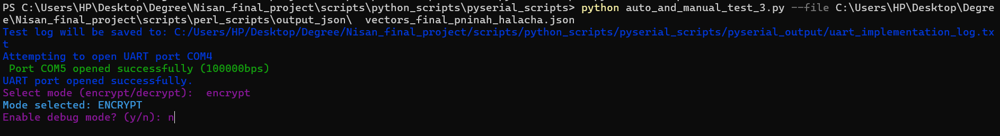 PS C:\Users\HP\Desktop\Degree\Nisan_final_project\scripts\python_scripts\pyserial_scripts> python auto_and_manual_test_3.py --file C:\Users\HP\Desktop\Degre
e\Nisan_final_project\scripts\perl_scripts\output_json\  vectors_final_pninah_halacha.json
Test log will be saved to: C:/Users/HP/Desktop/Degree/Nisan_final_project/scripts/python_scripts/pyserial_scripts/pyserial_output/uart_implementation_log.tx
t
Attempting to open UART port COM4
 Port COM5 opened successfully (100000bps)
UART port opened successfully.
Select mode (encrypt/decrypt):  encrypt
Mode selected: ENCRYPT
Enable debug mode? (y/n): n